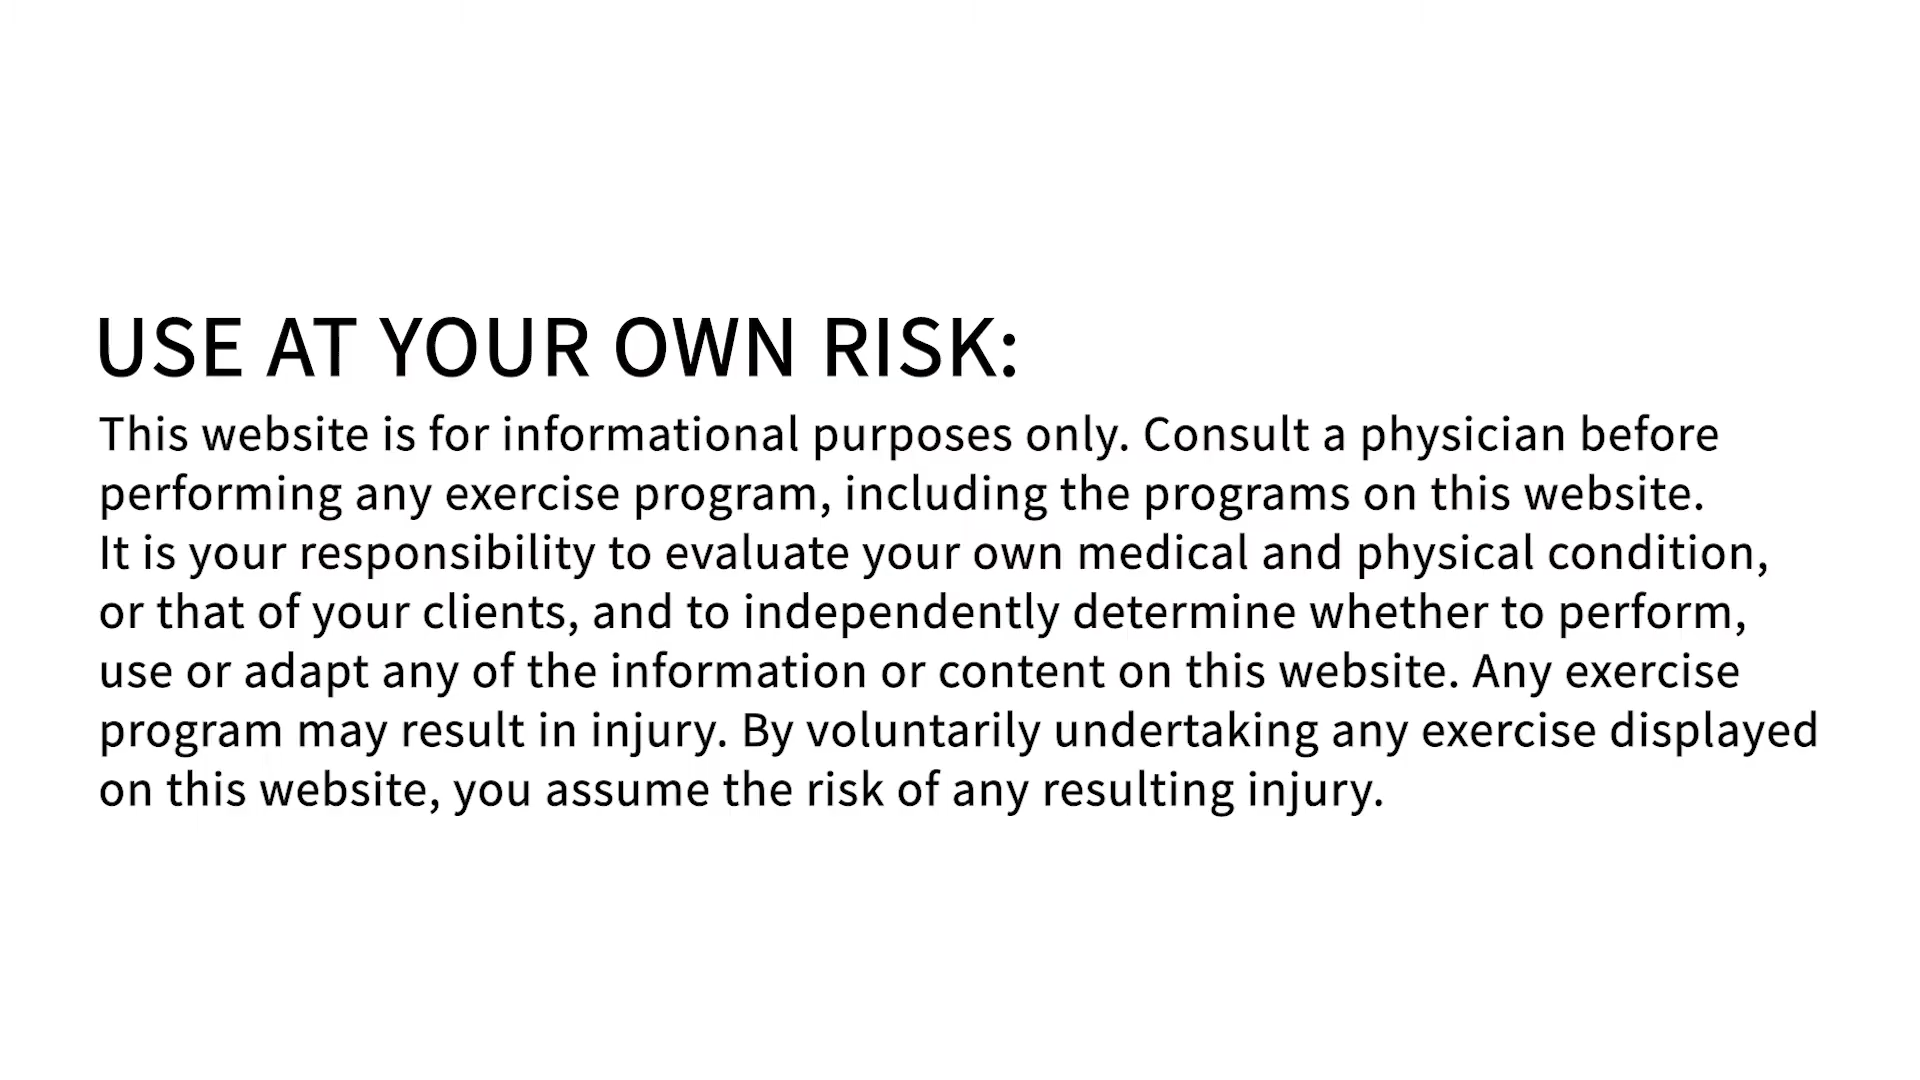 USE AT YOUR OWN RISK:
This website is for informational purposes only. Consult a physician before
performing any exercise program, including the programs on this website.
It is your responsibility to evaluate your own medical and physical condition,
or that of your clients, and to independently determine whether to perform,
use or adapt any of the information or content on this website. Any exercise
program may result in injury. By voluntarily undertaking any exercise displayed
on this website, you assume the risk of any resulting injury.